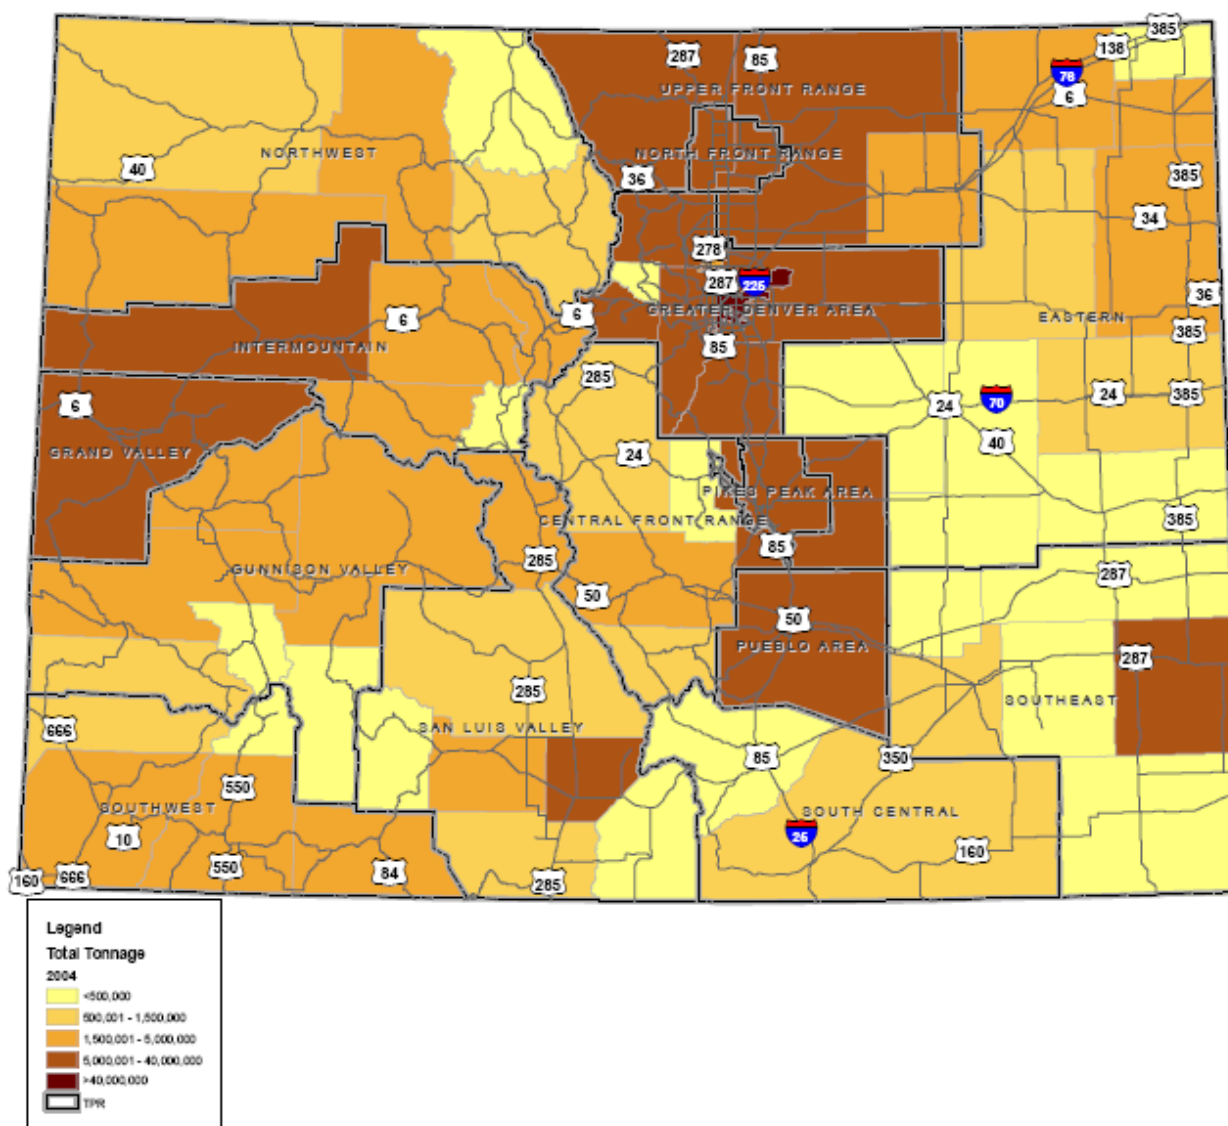 385
138
287
85
76
6
UPPER FRONT RANGE
NORTHWEST
NORTH FRONT RANGE
40
36
385
34
278
287
225
36
6
6
GREATER DENVER AREA
EASTERN
385
INTERMOUNTAIN
85
285
6
24
70
24
385
40
GRAND VALLEY
24
PIKES PEAK AREA
CENTRAL FRONT RANGE
385
85
285
GUNNISON VALLEY
287
50
50
PUEBLO AREA
287
285
SOUTHEAST
666
SAN LUIS VALLEY
85
350
550
SOUTHWEST
SOUTH CENTRAL
10
25
160
550
84
160
666
285
Legend
Total Tonnage
2004
<500,000
500,001 - 1,500,000
1,500,001 - 5,000,000
5,000,001 - 40,000,000
>40,000,000
TPR